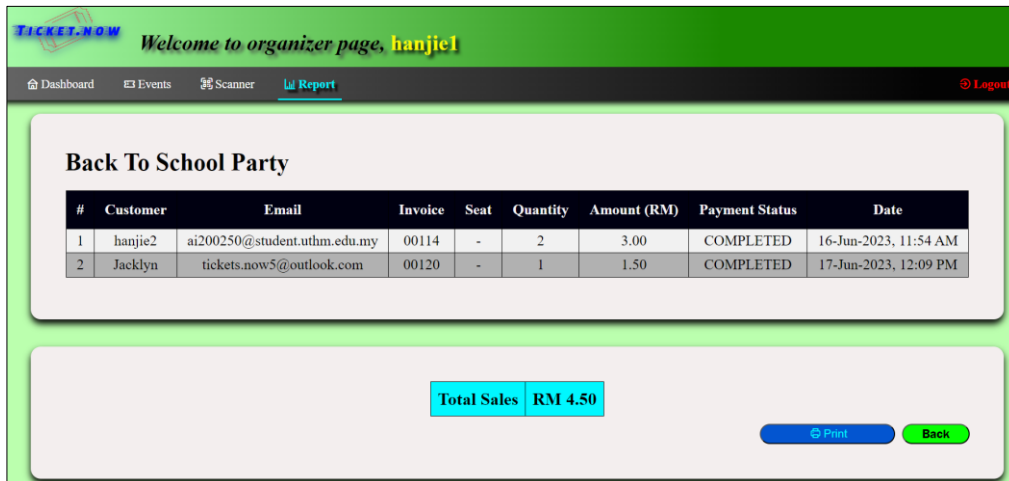 TICKET.NOW
Welcome to organizer page, hanjie1
Dashboard Events Scanner Report Logout
Back To School Party
# Customer Email Invoice Seat Quantity Amount (RM) Payment Status Date
1 hanjie2 ai200250@student.uthm.edu.my 00114 - 2 3.00 COMPLETED 16-Jun-2023, 11:54 AM
2 Jacklyn tickets.now5@outlook.com 00120 - 1 1.50 COMPLETED 17-Jun-2023, 12:09 PM
Total Sales RM 4.50
Print Back